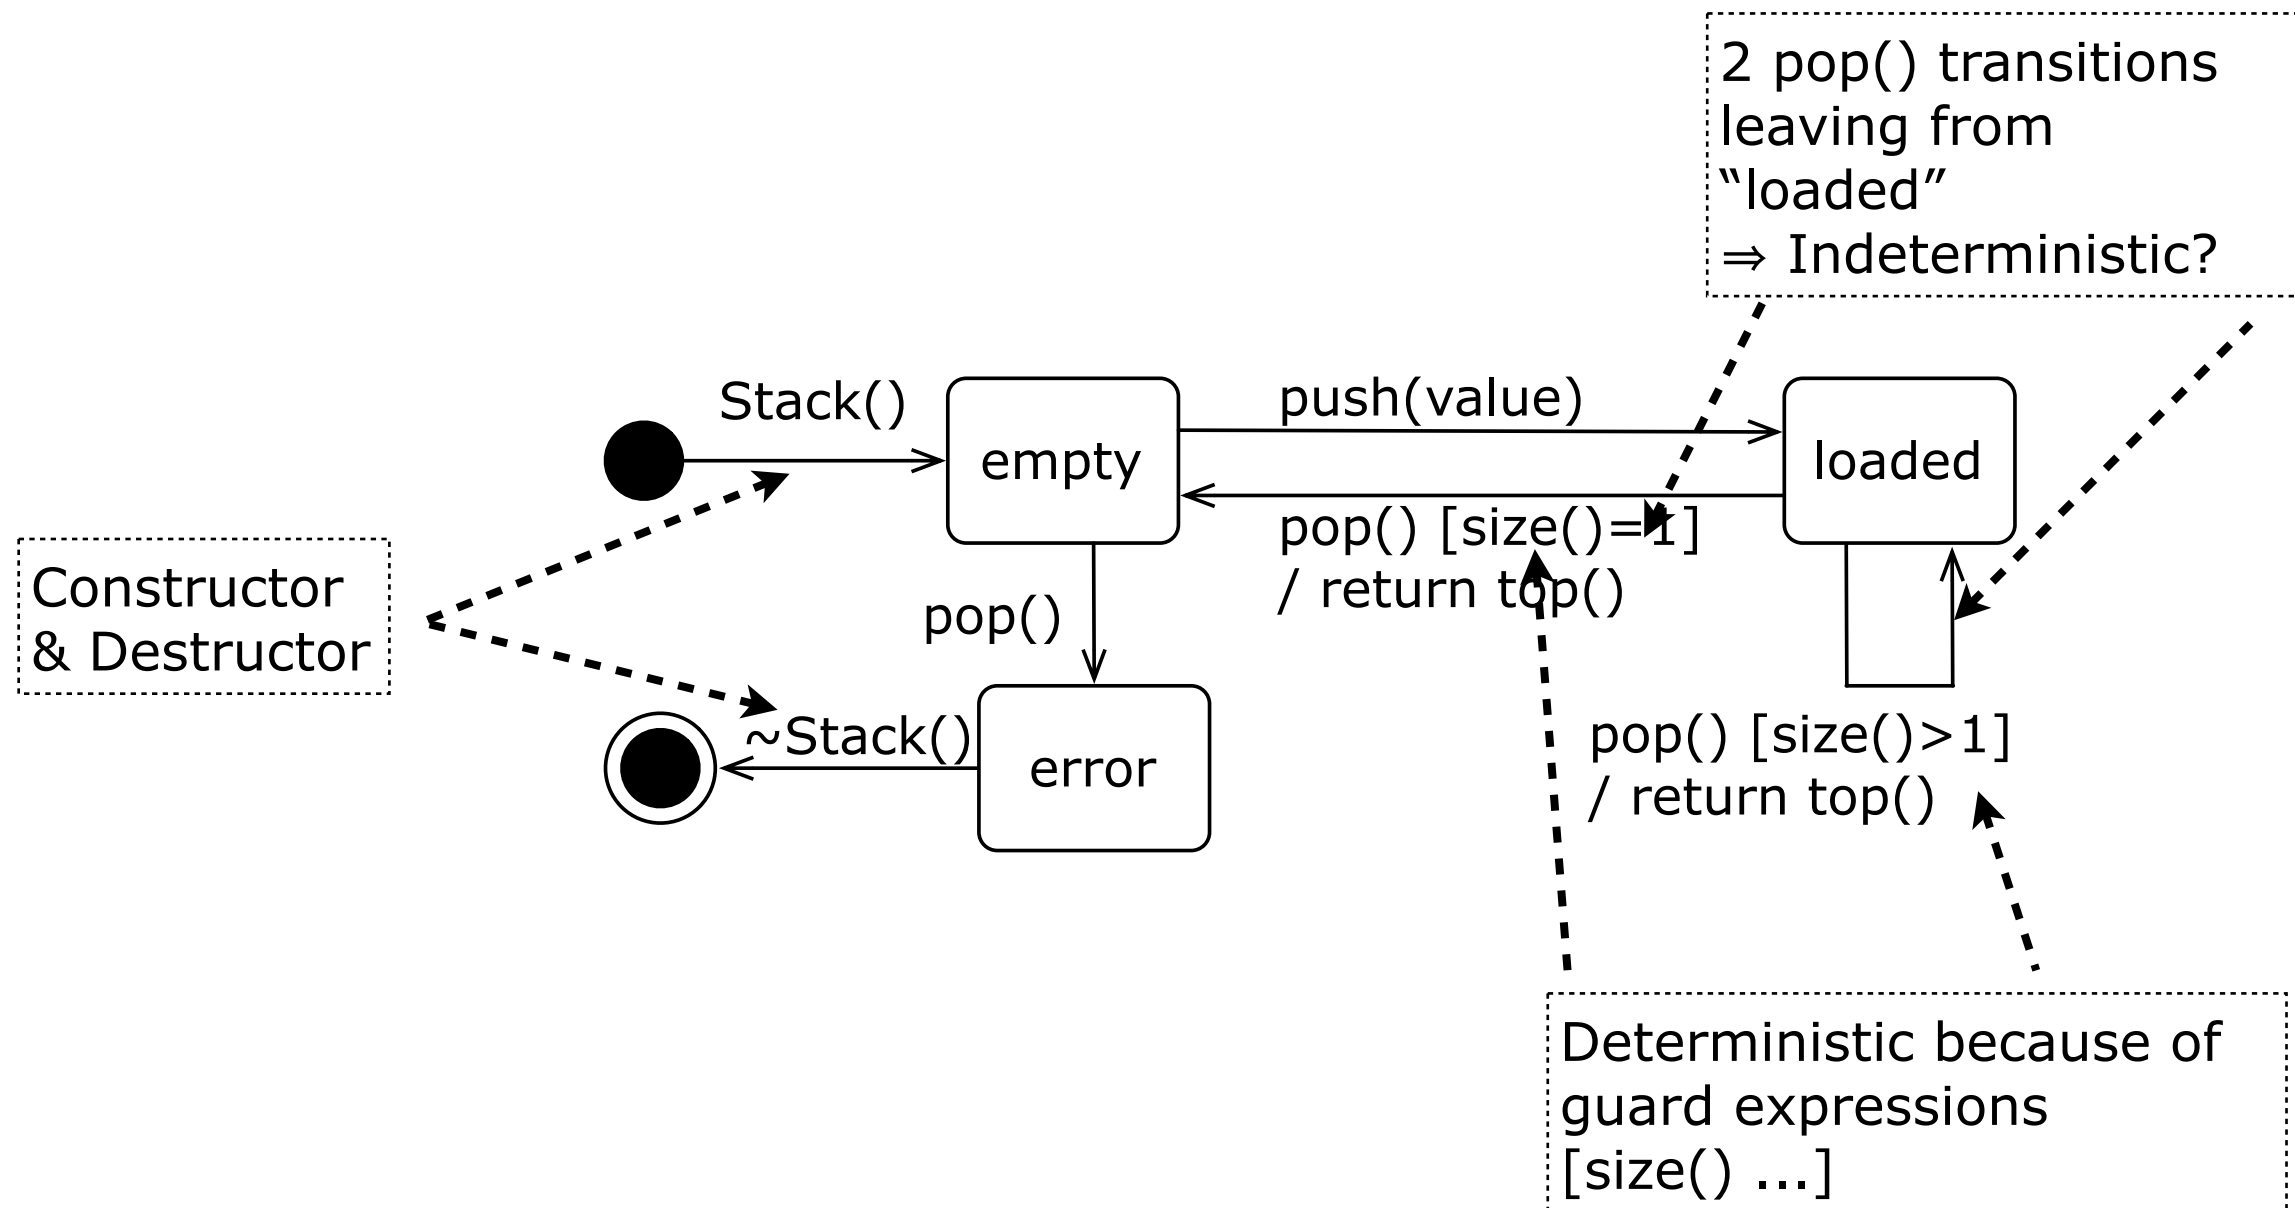 2 pop() transitions
leaving from
“loaded”
⇒ Indeterministic?
Stack()
empty
push(value)
loaded
pop() [size()=1]
/ return top()
Constructor
& Destructor
pop()
~Stack()
error
pop() [size()>1]
/ return top()
Deterministic because of
guard expressions
[size() ...]